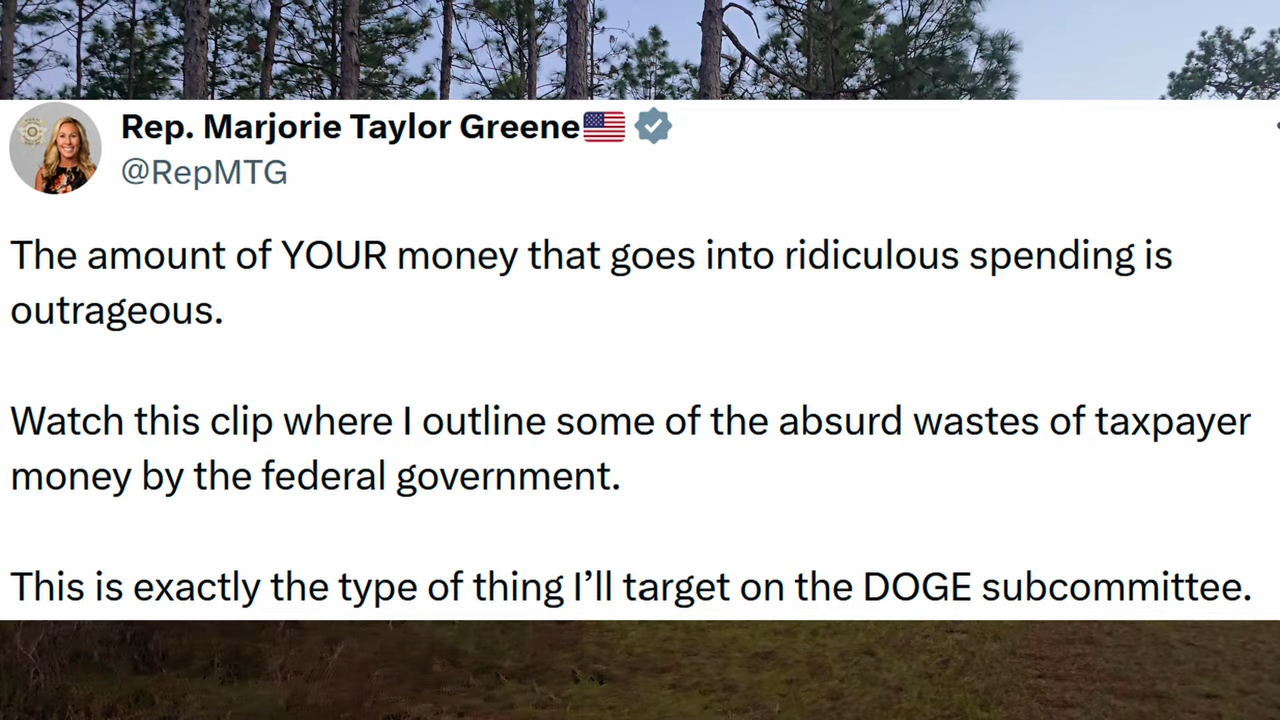 Rep. Marjorie Taylor Greene🇺🇸
@RepMTG
The amount of YOUR money that goes into ridiculous spending is
outrageous.
Watch this clip where I outline some of the absurd wastes of taxpayer
money by the federal government.
This is exactly the type of thing I’ll target on the DOGE subcommittee.